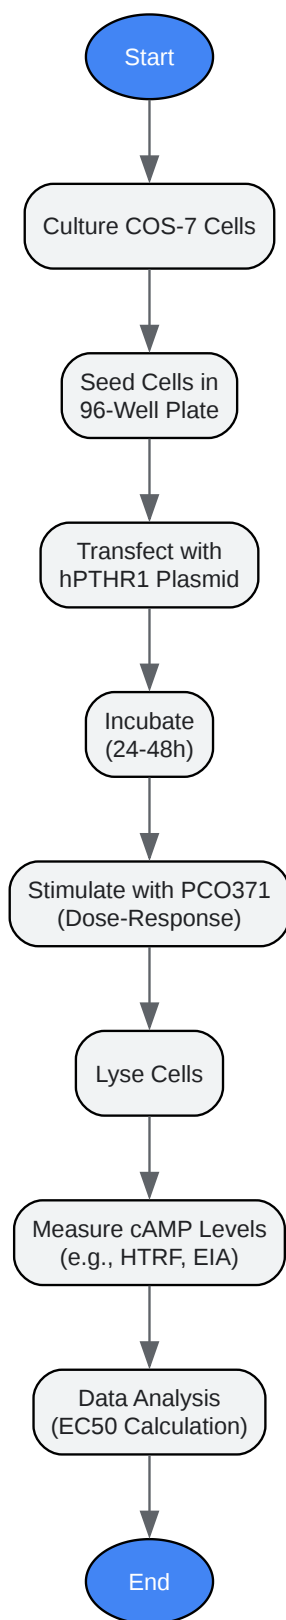 Start
Culture COS-7 Cells
Seed Cells in
96-Well Plate
Transfect with
hPTHR1 Plasmid
Incubate
(24-48h)
Stimulate with PCO371
(Dose-Response)
Lyse Cells
Measure cAMP Levels
(e.g., HTRF, EIA)
Data Analysis
(EC50 Calculation)
End